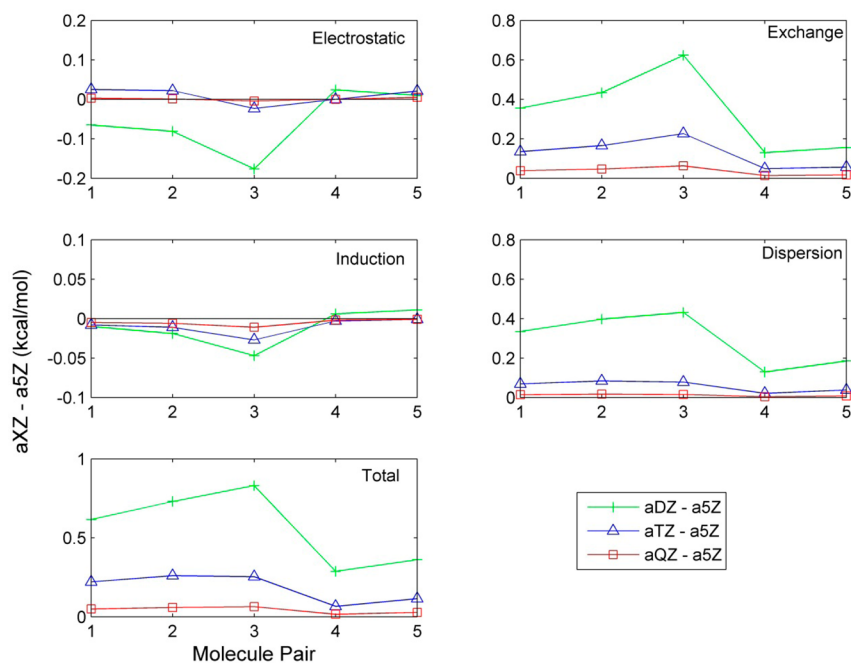 0.2
0.1
0
-0.1
-0.2
Electrostatic
1 2 3 4 5
0.8
0.6
0.4
0.2
0
Exchange
1 2 3 4 5
aXZ - a5Z (kcal/mol)
0.1
0.05
0
-0.05
-0.1
Induction
1 2 3 4 5
0.8
0.6
0.4
0.2
0
Dispersion
1 2 3 4 5
1
0.5
0
Total
1 2 3 4 5
Molecule Pair
aDZ - a5Z
aTZ - a5Z
aQZ - a5Z